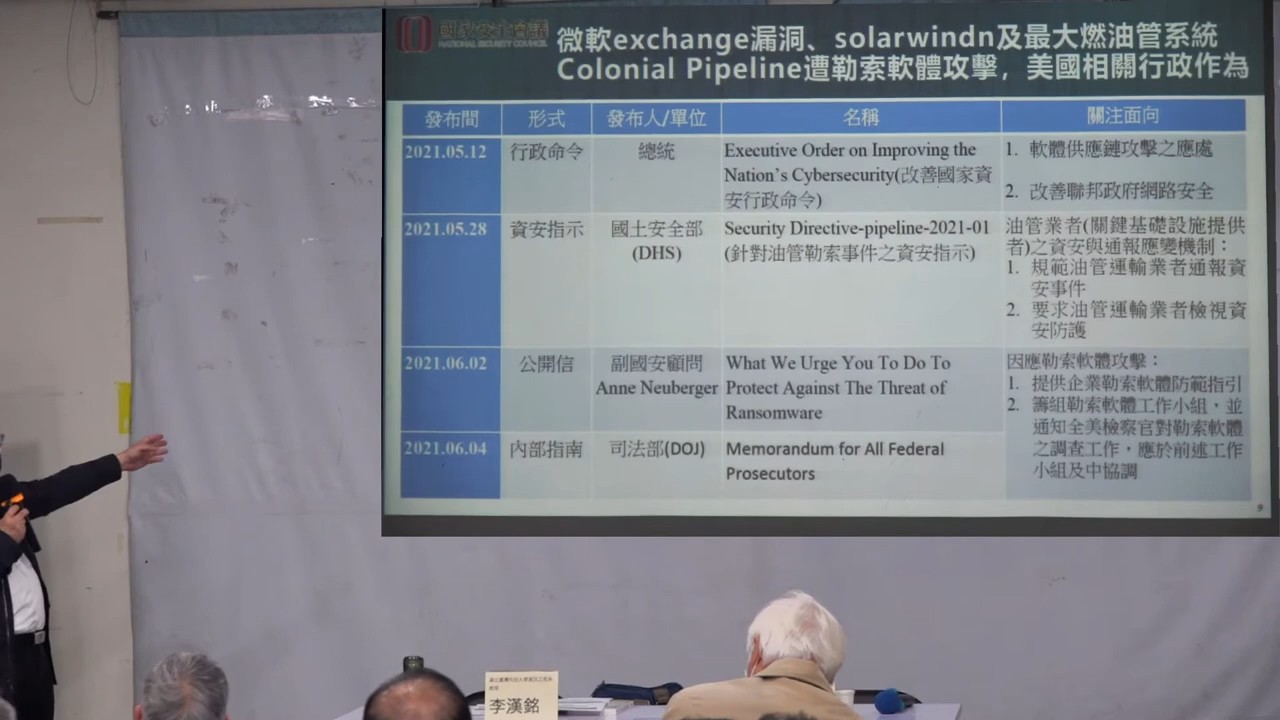 國家安全會議
NATIONAL SECURITY COUNCIL
微軟exchange漏洞、solarwindn及最大燃油管系統
Colonial Pipeline遭勒索軟體攻擊，美國相關行政作為
發布間 形式 發布人/單位 名稱 關注面向
2021.05.12 行政命令 總統
Executive Order on Improving the
Nation's Cybersecurity(改善國家資
安行政命令)
1. 軟體供應鏈攻擊之應處
2. 改善聯邦政府網路安全
2021.05.28 資安指示 國土安全部
(DHS)
Security Directive-pipeline-2021-01
(針對油管勒索事件之資安指示)
油管業者(關鍵基礎設施提供
者)之資安與通報應變機制：
1. 規範油管運輸業者通報資
安事件
2. 要求油管運輸業者檢視資
安防護
2021.06.02 公開信 副國安顧問
Anne Neuberger
What We Urge You To Do To
Protect Against The Threat of
Ransomware
因應勒索軟體攻擊：
1. 提供企業勒索軟體防範指引
2. 籌組勒索軟體工作小組，並
通知全美檢察官對勒索軟體
之調查工作，應於前述工作
小組及中協調
2021.06.04 內部指南 司法部(DOJ)
Memorandum for All Federal
Prosecutors
9
李漢銘